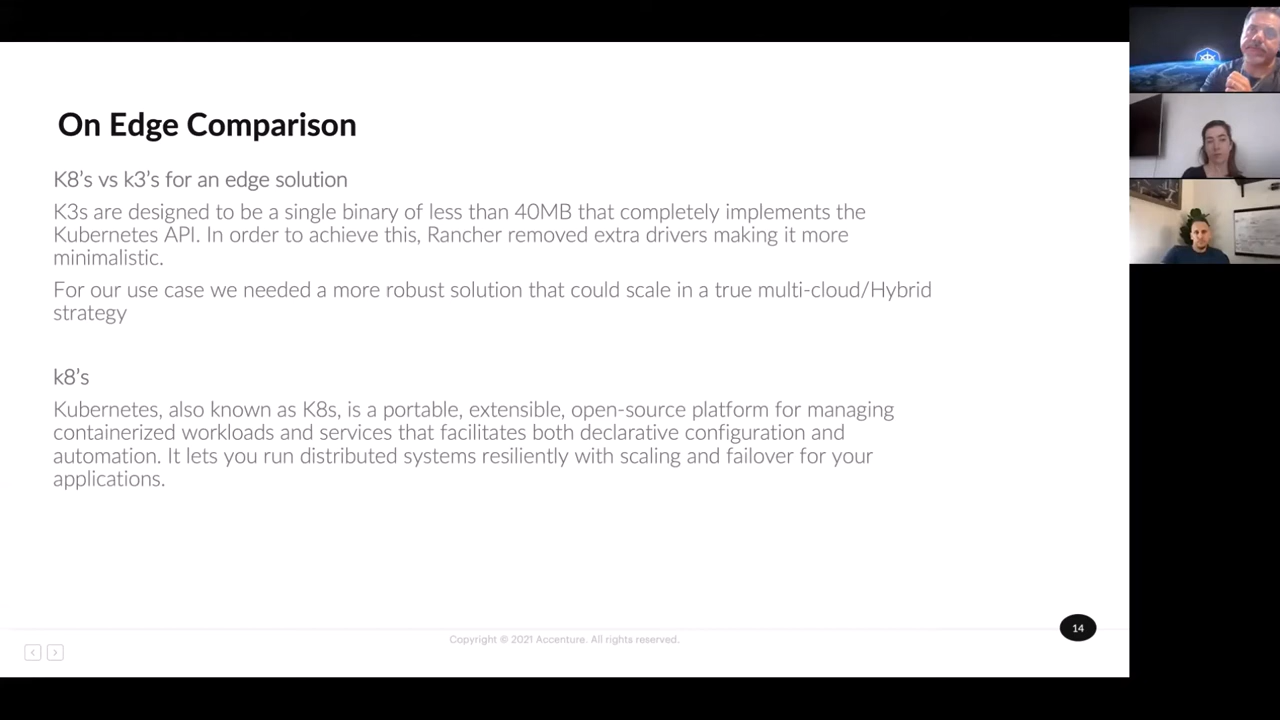 On Edge Comparison
K8's vs k3's for an edge solution
K3s are designed to be a single binary of less than 40MB that completely implements the
Kubernetes API. In order to achieve this, Rancher removed extra drivers making it more
minimalistic.
For our use case we needed a more robust solution that could scale in a true multi-cloud/Hybrid
strategy
k8's
Kubernetes, also known as K8s, is a portable, extensible, open-source platform for managing
containerized workloads and services that facilitates both declarative configuration and
automation. It lets you run distributed systems resiliently with scaling and failover for your
applications.
14
Copyright © 2021 Accenture. All rights reserved.